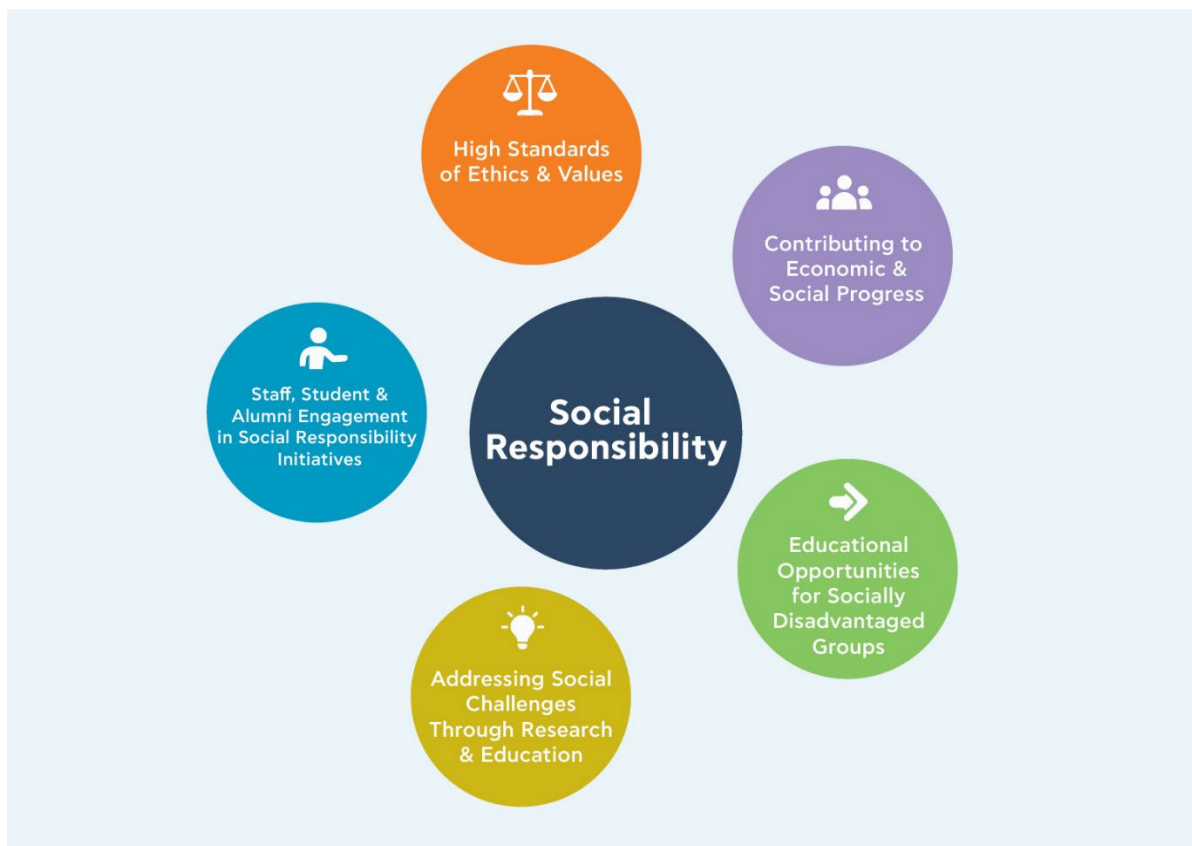 High Standards
of Ethics & Values
Contributing to
Economic &
Social Progress
Staff, Student &
Alumni Engagement
in Social Responsibility
Initiatives
Social
Responsibility
Educational
Opportunities
for Socially
Disadvantaged
Groups
Addressing Social
Challenges
Through Research
& Education